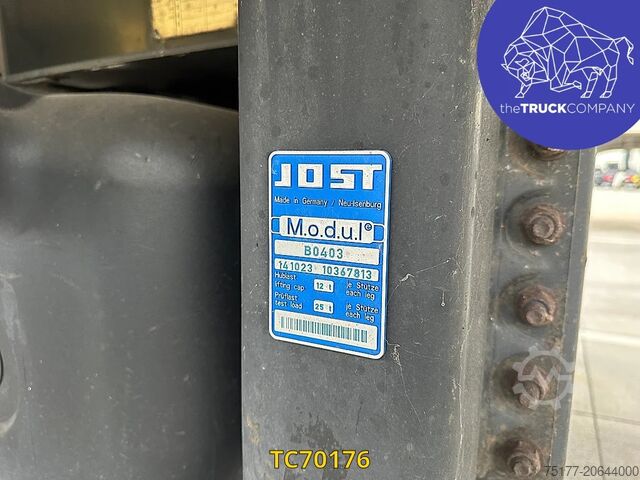 theTRUCKCOMPANY
JOST
Made in Germany / Neu-Isenburg
M.o.d.u.l®
B0403
141023 10367813
Hublast
lifting cap. 12 t je Stütze
each leg
Prüflast
test load 25 t je Stütze
each leg
TC70176
75177-20644000